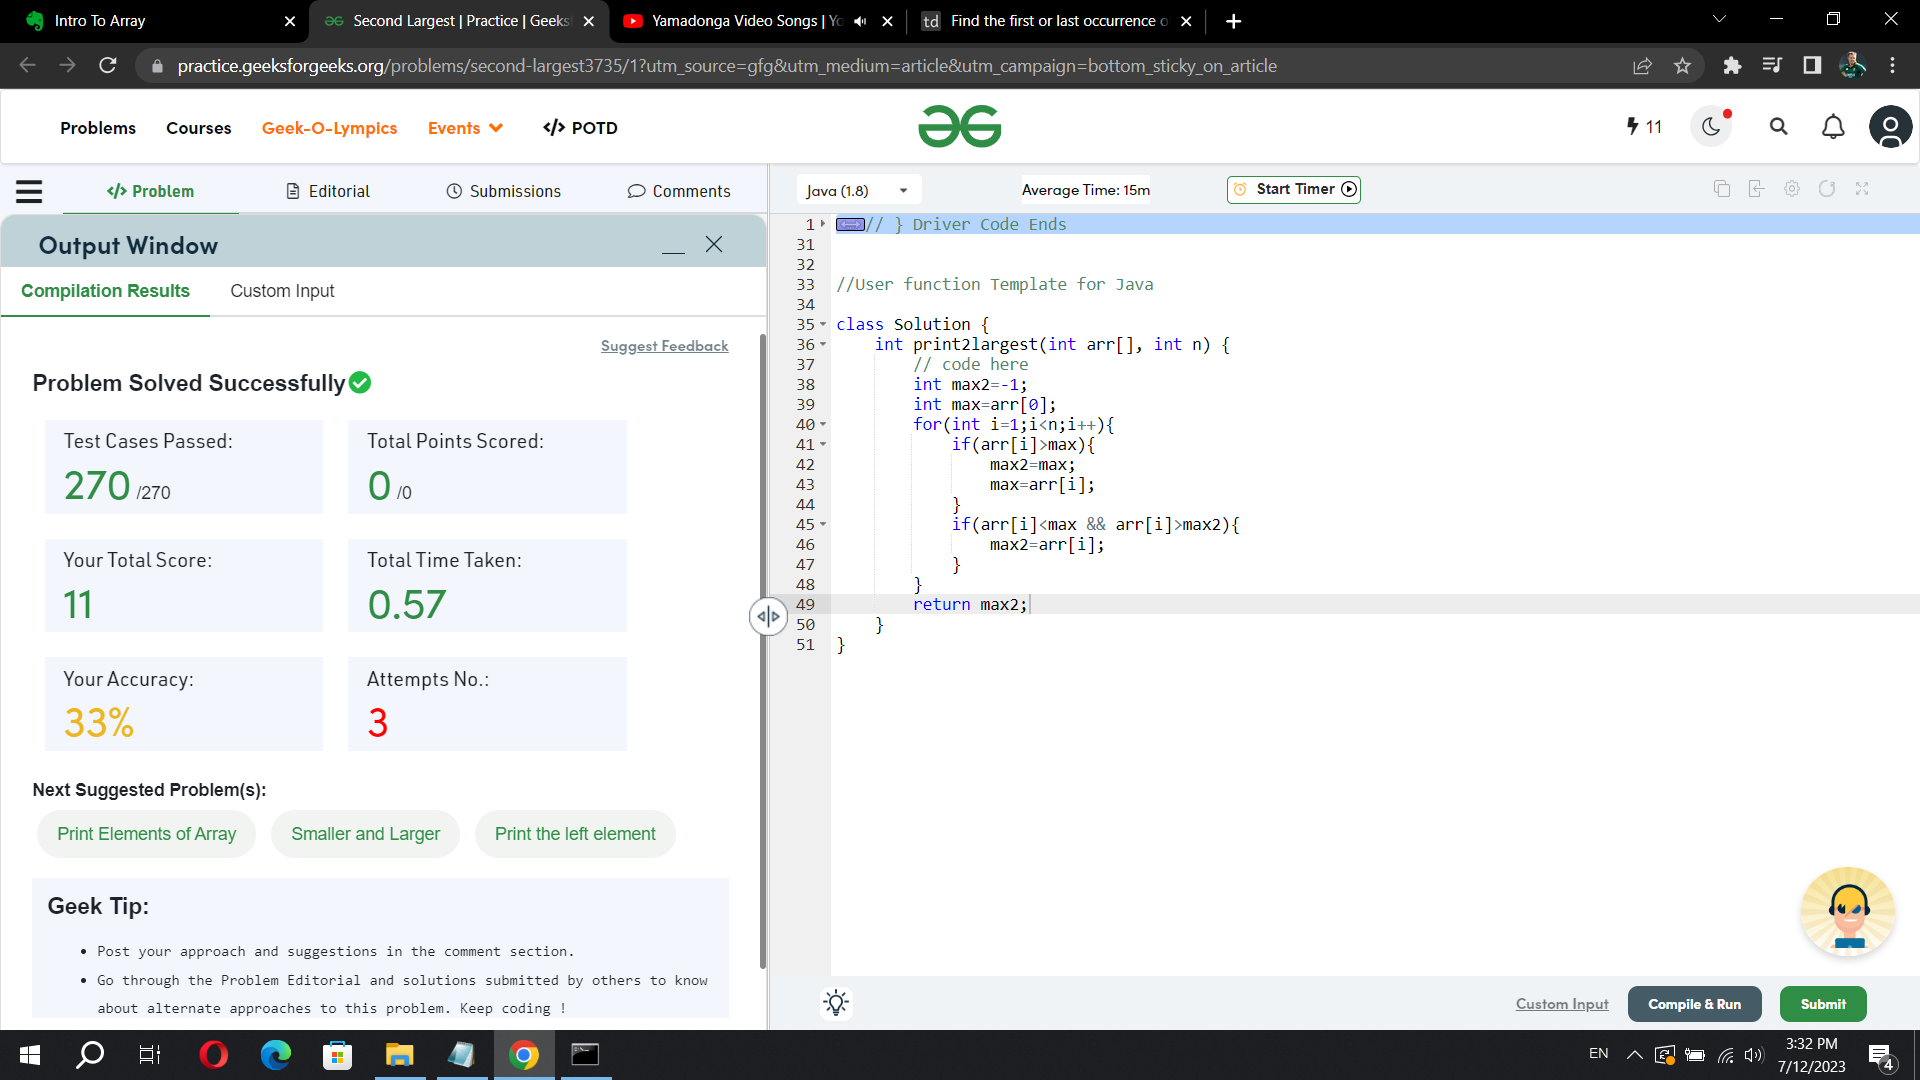 Intro To Array
Second Largest | Practice | Geeks
Yamadonga Video Songs | Yo
Find the first or last occurrence o
practice.geeksforgeeks.org/problems/second-largest3735/1?utm_source=gfg&utm_medium=article&utm_campaign=bottom_sticky_on_article
Problems Courses Geek-O-Lympics Events </> POTD
11
</> Problem Editorial Submissions Comments
Java (1.8) Average Time: 15m Start Timer
Output Window
Compilation Results Custom Input
Suggest Feedback
Problem Solved Successfully
Test Cases Passed:
270 /270
Total Points Scored:
0 /0
Your Total Score:
11
Total Time Taken:
0.57
Your Accuracy:
33%
Attempts No.:
3
Next Suggested Problem(s):
Print Elements of Array Smaller and Larger Print the left element
Geek Tip:
• Post your approach and suggestions in the comment section.
• Go through the Problem Editorial and solutions submitted by others to know
about alternate approaches to this problem. Keep coding !
1 // } Driver Code Ends
31
32
33 //User function Template for Java
34
35 class Solution {
36 int print2largest(int arr[], int n) {
37 // code here
38 int max2=-1;
39 int max=arr[0];
40 for(int i=1;i<n;i++){
41 if(arr[i]>max){
42 max2=max;
43 max=arr[i];
44 }
45 if(arr[i]<max && arr[i]>max2){
46 max2=arr[i];
47 }
48 }
49 return max2;
50 }
51 }
Custom Input Compile & Run Submit
EN
3:32 PM
7/12/2023
4